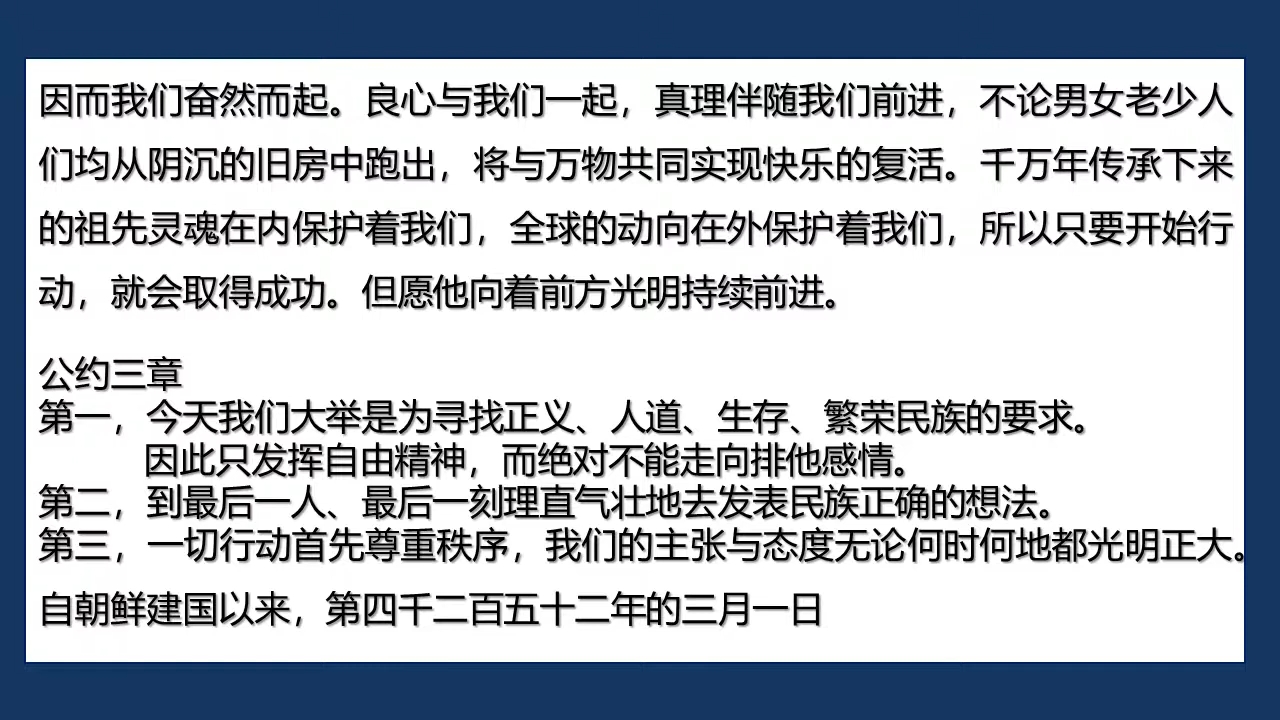 因而我们奋然而起。良心与我们一起，真理伴随我们前进，不论男女老少人
们均从阴沉的旧房中跑出，将与万物共同实现快乐的复活。千万年传承下来
的祖先灵魂在内保护着我们，全球的动向在外保护着我们，所以只要开始行
动，就会取得成功。但愿他向着前方光明持续前进。
公约三章
第一，今天我们大举是为寻找正义、人道、生存、繁荣民族的要求。
因此只发挥自由精神，而绝对不能走向排他感情。
第二，到最后一人、最后一刻理直气壮地去发表民族正确的想法。
第三，一切行动首先尊重秩序，我们的主张与态度无论何时何地都光明正大。
自朝鲜建国以来，第四千二百五十二年的三月一日